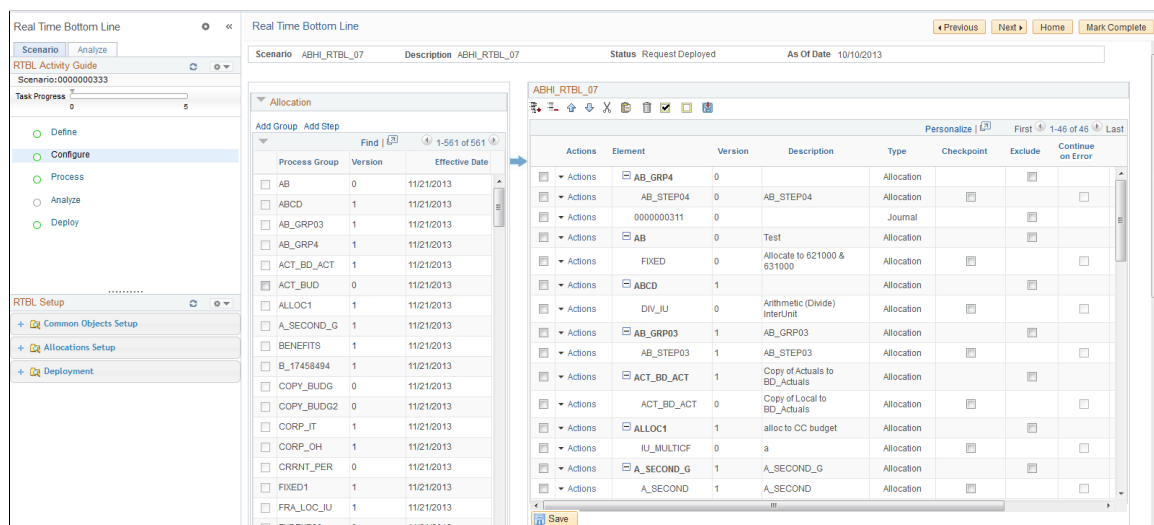 Real Time Bottom Line
Scenario Analyze
RTBL Activity Guide
Scenario:0000000333
Task Progress
0 5
Define
Configure
Process
Analyze
Deploy
RTBL Setup
Common Objects Setup
Allocations Setup
Deployment
Real Time Bottom Line
Previous Next Home Mark Complete
Scenario ABHI_RTBL_07 Description ABHI_RTBL_07 Status Request Deployed As Of Date 10/10/2013
Allocation
Add Group Add Step
Find | 1-561 of 561
Process Group Version Effective Date
AB 0 11/21/2013
ABCD 1 11/21/2013
AB_GRP03 1 11/21/2013
AB_GRP4 1 11/21/2013
ACT_BD_ACT 1 11/21/2013
ACT_BUD 0 11/21/2013
ALLOC1 1 11/21/2013
A_SECOND_G 1 11/21/2013
BENEFITS 1 11/21/2013
B_17458494 1 11/21/2013
COPY_BUDG 0 11/21/2013
COPY_BUDG2 0 11/21/2013
CORP_IT 1 11/21/2013
CORP_OH 1 11/21/2013
CRRNT_PER 0 11/21/2013
FIXED1 1 11/21/2013
FRA_LOC_IU 1 11/21/2013
ABHI_RTBL_07
Personalize | First 1-46 of 46 Last
Actions Element Version Description Type Checkpoint Exclude Continue on Error
Actions AB_GRP4 0 Allocation
Actions AB_STEP04 0 AB_STEP04 Allocation
Actions 0000000311 0 Journal
Actions AB 0 Test Allocation
Actions FIXED 0 Allocate to 621000 & 631000 Allocation
Actions ABCD 1 Allocation
Actions DIV_IU 0 Arithmetic (Divide) InterUnit Allocation
Actions AB_GRP03 1 AB_GRP03 Allocation
Actions AB_STEP03 1 AB_STEP03 Allocation
Actions ACT_BD_ACT 1 Copy of Actuals to BD_Actuals Allocation
Actions ACT_BD_ACT 0 Copy of Local to BD_Actuals Allocation
Actions ALLOC1 1 alloc to CC budget Allocation
Actions IU_MULTICF 0 a Allocation
Actions A_SECOND_G 1 A_SECOND_G Allocation
Actions A_SECOND 1 A_SECOND Allocation
Save